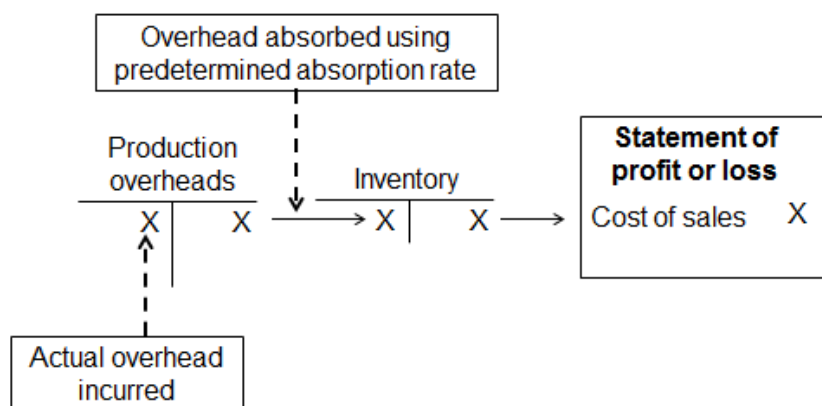 Overhead absorbed using
predetermined absorption rate
Production
overheads
X X
Inventory
X X
Statement of
profit or loss
Cost of sales X
Actual overhead
incurred